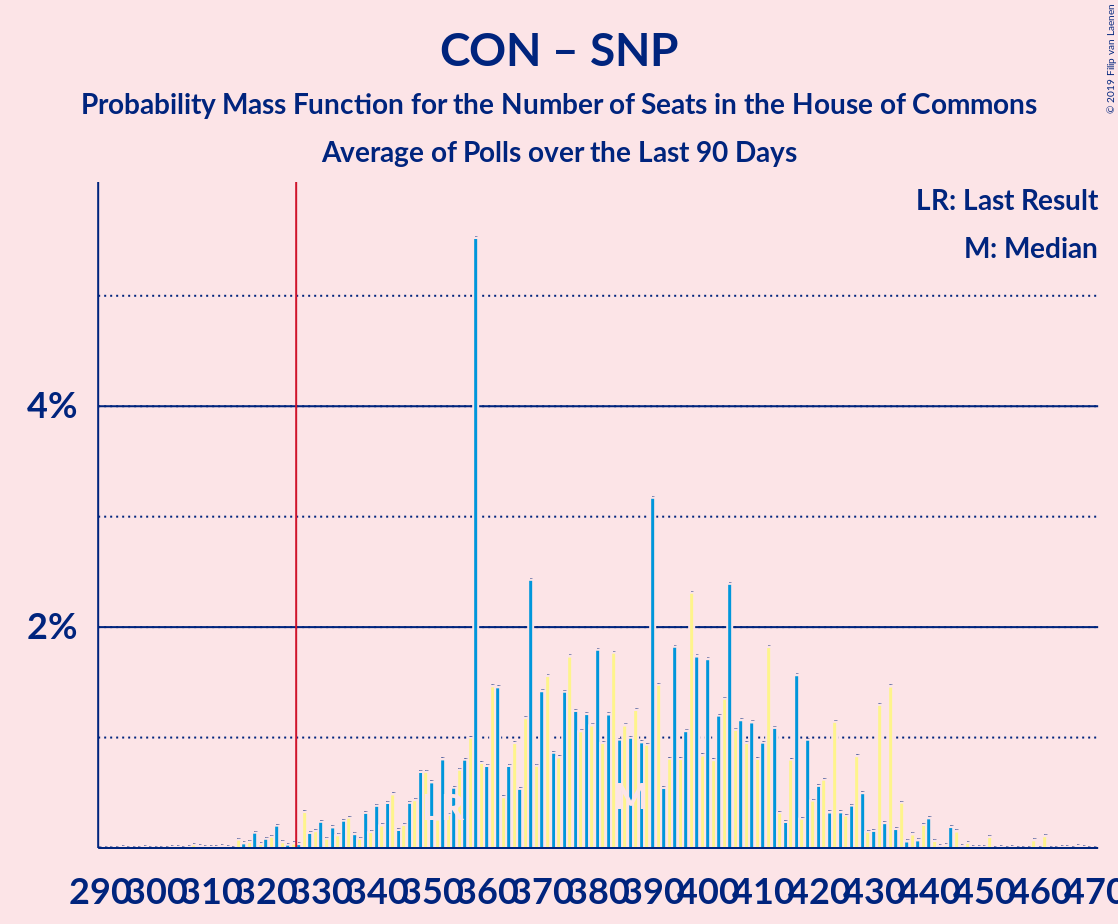 CON – SNP
Probability Mass Function for the Number of Seats in the House of Commons
Average of Polls over the Last 90 Days
© 2019 Filip van Laenen
LR: Last Result
M: Median
4%
2%
LR
M
290 300 310 320 330 340 350 360 370 380 390 400 410 420 430 440 450 460 470